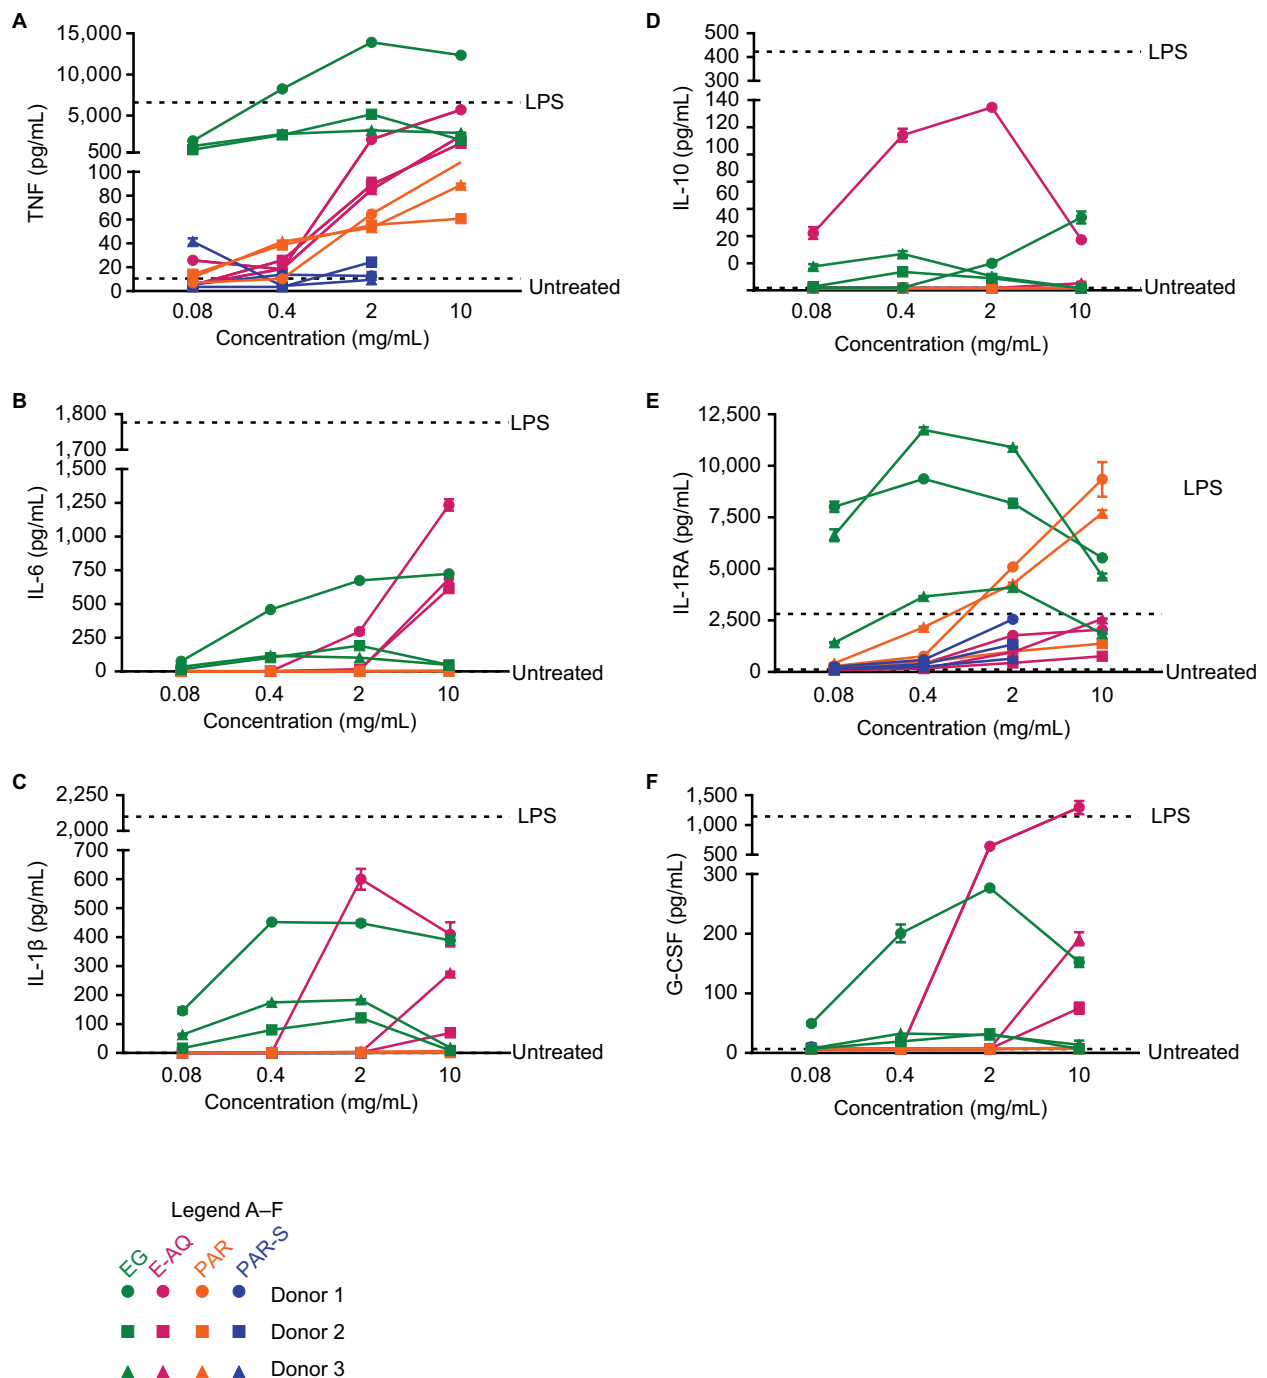 A
TNF (pg/mL)
15,000
10,000
5,000
500
100
80
60
40
20
0
LPS
Untreated
0.08 0.4 2 10
Concentration (mg/mL)
B
IL-6 (pg/mL)
1,800
1,700
1,500
1,250
1,000
750
500
250
0
LPS
Untreated
0.08 0.4 2 10
Concentration (mg/mL)
C
IL-1β (pg/mL)
2,250
2,000
700
600
500
400
300
200
100
0
LPS
Untreated
0.08 0.4 2 10
Concentration (mg/mL)
D
IL-10 (pg/mL)
500
400
300
140
120
100
80
60
40
20
0
LPS
Untreated
0.08 0.4 2 10
Concentration (mg/mL)
E
IL-1RA (pg/mL)
12,500
10,000
7,500
5,000
2,500
0
LPS
Untreated
0.08 0.4 2 10
Concentration (mg/mL)
F
G-CSF (pg/mL)
1,500
1,000
500
300
200
100
0
LPS
Untreated
0.08 0.4 2 10
Concentration (mg/mL)
Legend A–F
EG E-AQ PAR PAR-S
Donor 1
Donor 2
Donor 3